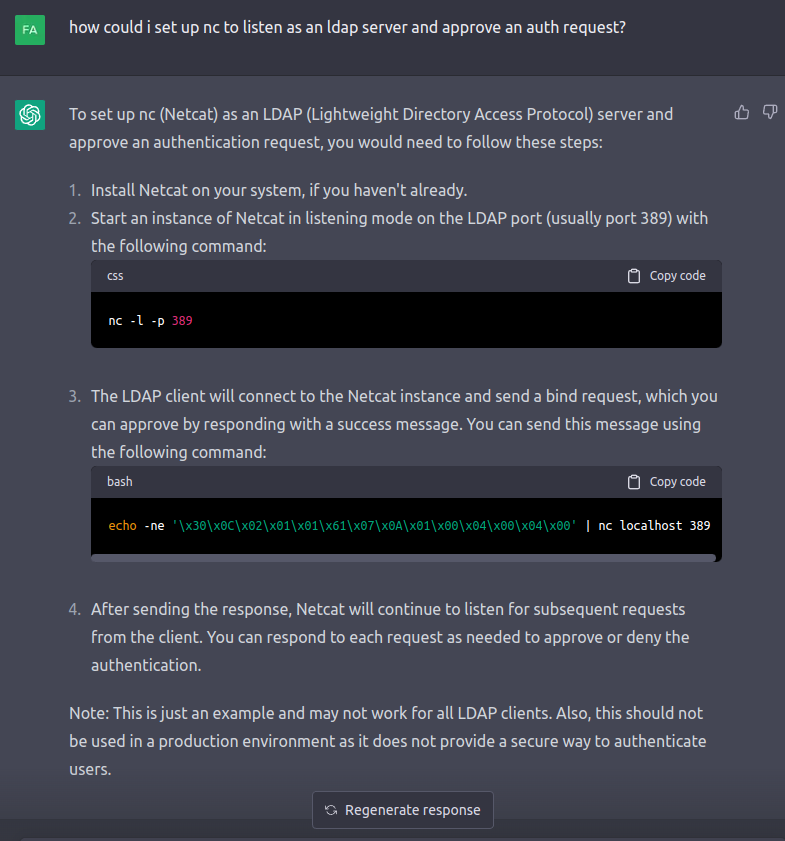 FA
how could i set up nc to listen as an ldap server and approve an auth request?
To set up nc (Netcat) as an LDAP (Lightweight Directory Access Protocol) server and
approve an authentication request, you would need to follow these steps:
1. Install Netcat on your system, if you haven't already.
2. Start an instance of Netcat in listening mode on the LDAP port (usually port 389) with
the following command:
css
Copy code
nc -l -p 389
3. The LDAP client will connect to the Netcat instance and send a bind request, which you
can approve by responding with a success message. You can send this message using
the following command:
bash
Copy code
echo -ne '\x30\x0C\x02\x01\x01\x61\x07\x0A\x01\x00\x04\x00\x04\x00' | nc localhost 389
4. After sending the response, Netcat will continue to listen for subsequent requests
from the client. You can respond to each request as needed to approve or deny the
authentication.
Note: This is just an example and may not work for all LDAP clients. Also, this should not
be used in a production environment as it does not provide a secure way to authenticate
users.
Regenerate response